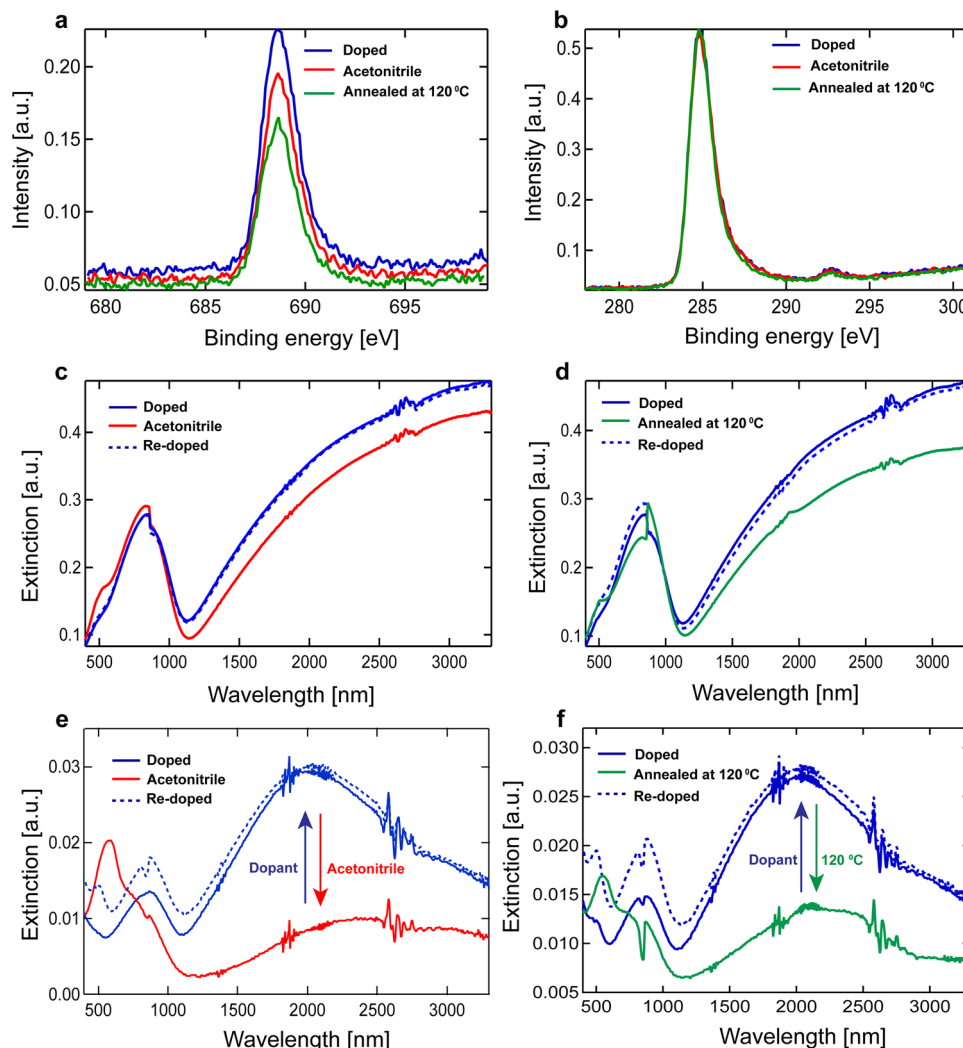 a
Intensity [a.u.]
0.20
0.15
0.10
0.05
Doped
Acetonitrile
Annealed at 120 ⁰C
680 685 690 695
Binding energy [eV]
b
Intensity [a.u.]
0.5
0.4
0.3
0.2
0.1
Doped
Acetonitrile
Annealed at 120 ⁰C
280 285 290 295 300
Binding energy [eV]
c
Extinction [a.u.]
0.4
0.3
0.2
0.1
Doped
Acetonitrile
Re-doped
500 1000 1500 2000 2500 3000
Wavelength [nm]
d
Extinction [a.u.]
0.4
0.3
0.2
0.1
Doped
Annealed at 120 ⁰C
Re-doped
500 1000 1500 2000 2500 3000
Wavelength [nm]
e
Extinction [a.u.]
0.03
0.02
0.01
0.00
Doped
Acetonitrile
Re-doped
Dopant
Acetonitrile
500 1000 1500 2000 2500 3000
Wavelength [nm]
f
Extinction [a.u.]
0.030
0.025
0.020
0.015
0.010
0.005
Doped
Annealed at 120 ⁰C
Re-doped
Dopant
120 ⁰C
500 1000 1500 2000 2500 3000
Wavelength [nm]